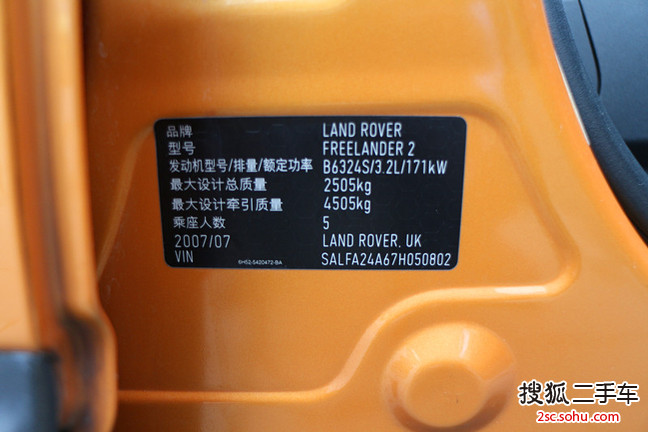 品牌 LAND ROVER
型号 FREELANDER 2
发动机型号/排量/额定功率 B6324S/3.2L/171kW
最大设计总质量 2505kg
最大设计牵引质量 4505kg
乘座人数 5
2007/07 LAND ROVER, UK
VIN 6H52-5420472-BA SALFA24A67H050802
搜狐 二手车
2sc.sohu.com